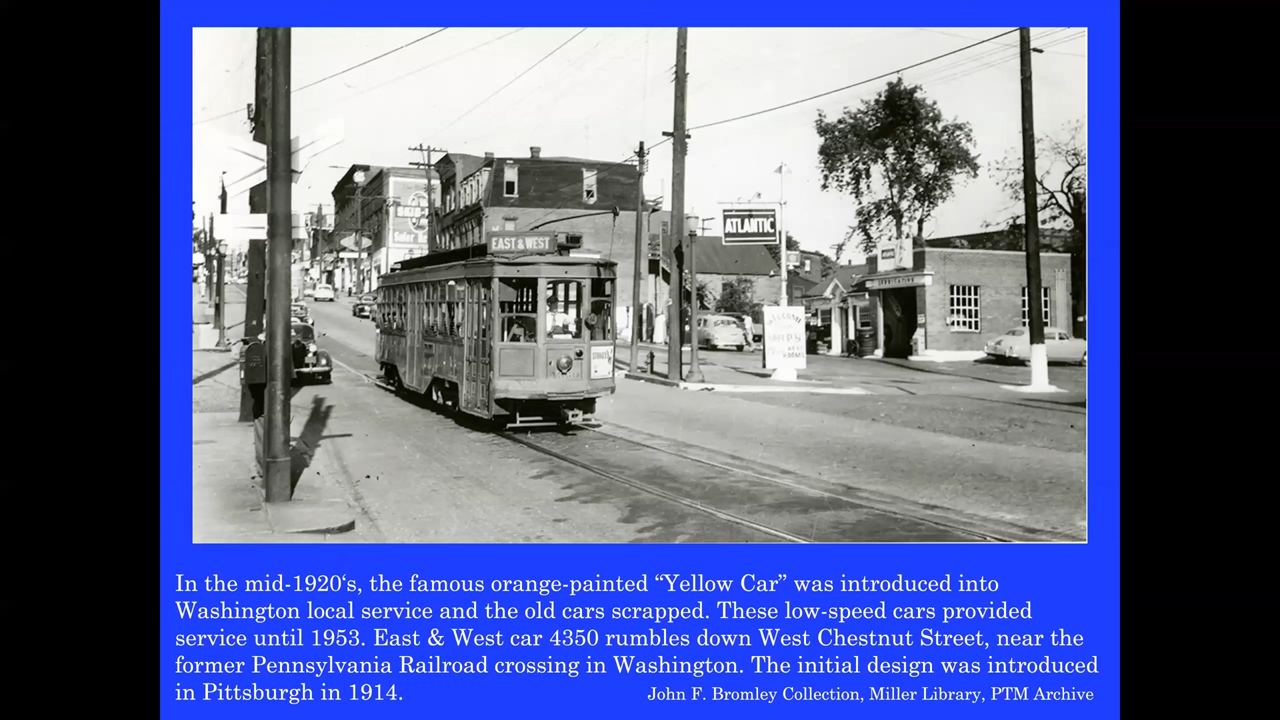 EAST & WEST
ATLANTIC
LUBRICATION
WELCOME
MAPS
In the mid-1920‘s, the famous orange-painted “Yellow Car” was introduced into
Washington local service and the old cars scrapped. These low-speed cars provided
service until 1953. East & West car 4350 rumbles down West Chestnut Street, near the
former Pennsylvania Railroad crossing in Washington. The initial design was introduced
in Pittsburgh in 1914.
John F. Bromley Collection, Miller Library, PTM Archive